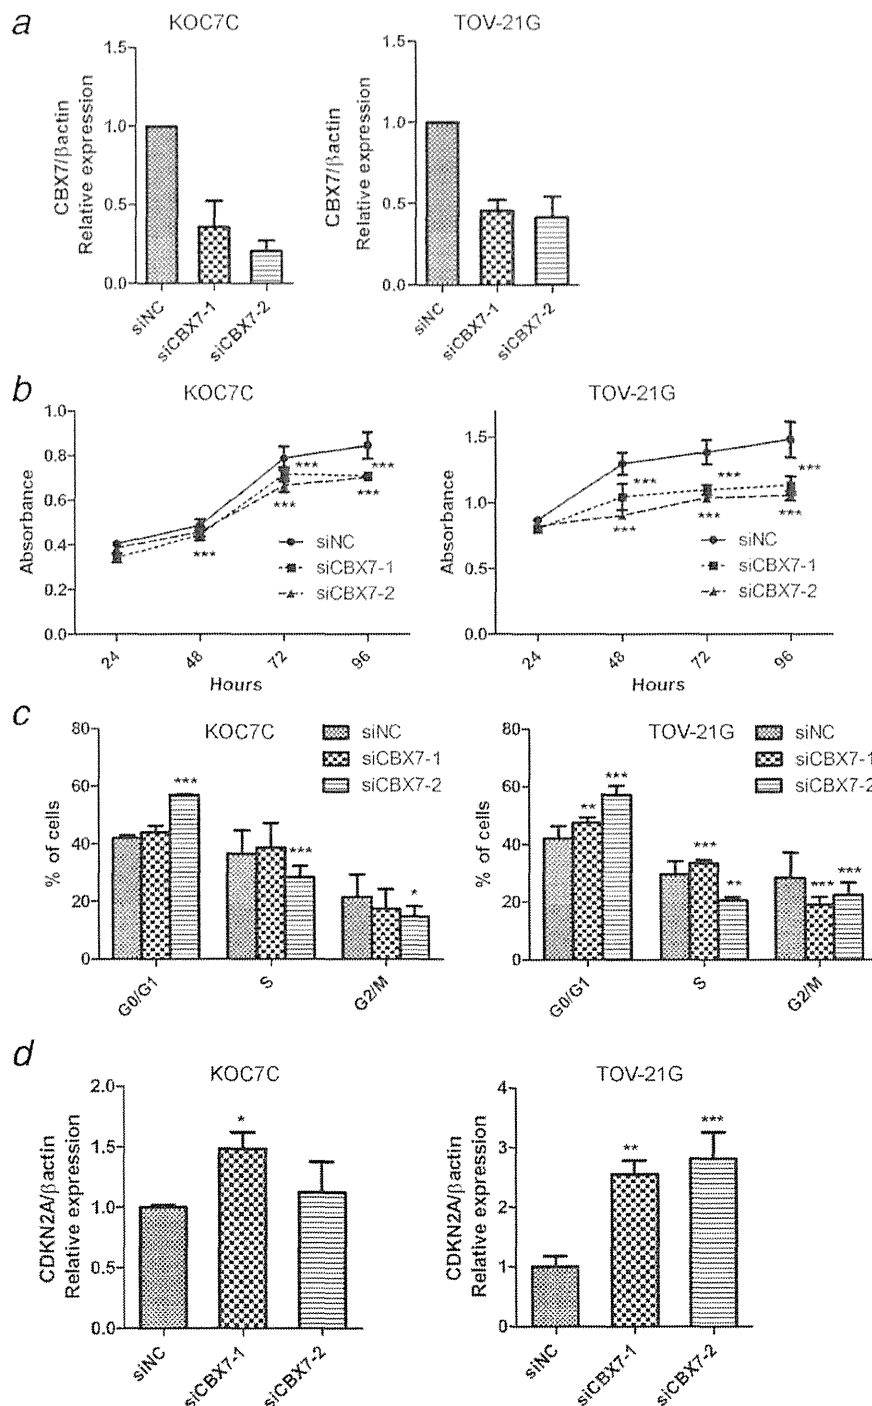 a
KOC7C
TOV-21G
CBX7/βactin
Relative expression
1.5
1.0
0.5
0.0
siNC
siCBX7-1
siCBX7-2
CBX7/βactin
Relative expression
1.5
1.0
0.5
0.0
siNC
siCBX7-1
siCBX7-2
b
KOC7C
TOV-21G
Absorbance
1.0
0.8
0.6
0.4
0.2
0.0
***
***
***
***
***
siNC
siCBX7-1
siCBX7-2
24
48
72
96
Hours
Absorbance
1.5
1.0
0.5
0.0
***
***
***
***
***
***
siNC
siCBX7-1
siCBX7-2
24
48
72
96
Hours
c
KOC7C
% of cells
80
60
40
20
0
siNC
siCBX7-1
siCBX7-2
***
***
*
G0/G1
S
G2/M
TOV-21G
% of cells
80
60
40
20
0
siNC
siCBX7-1
siCBX7-2
**
***
***
**
***
***
G0/G1
S
G2/M
d
KOC7C
CDKN2A/βactin
Relative expression
2.0
1.5
1.0
0.5
0.0
*
siNC
siCBX7-1
siCBX7-2
TOV-21G
CDKN2A/βactin
Relative expression
4
3
2
1
0
**
***
siNC
siCBX7-1
siCBX7-2